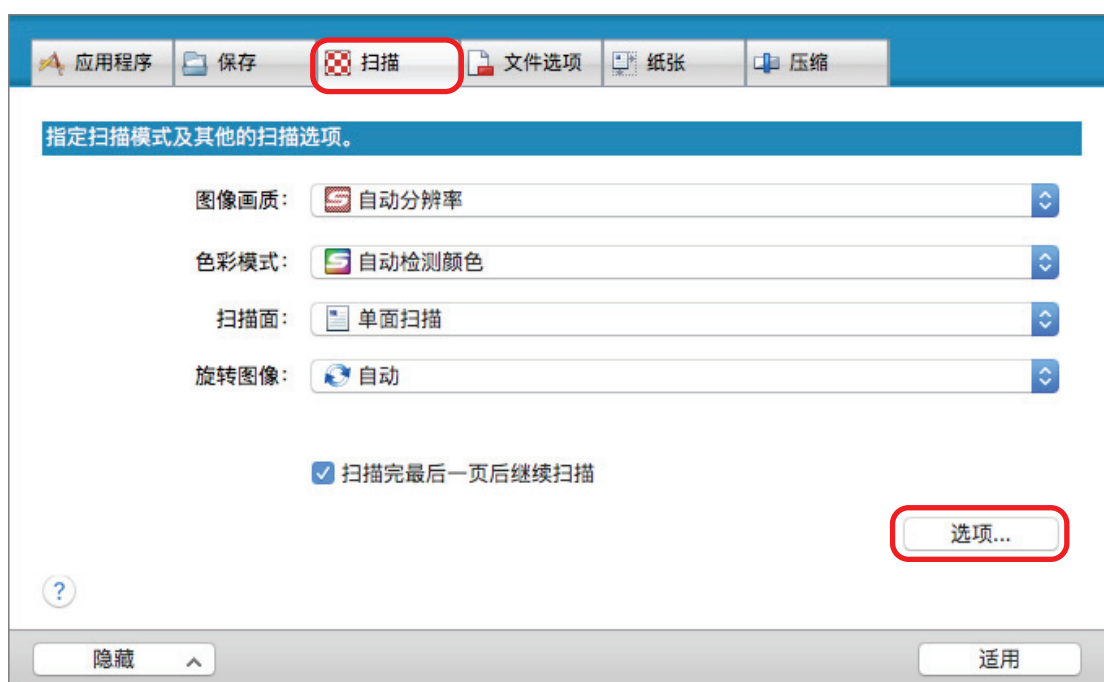 应用程序 保存 扫描 文件选项 纸张 压缩
指定扫描模式及其他的扫描选项。
图像画质： 自动分辨率
色彩模式： 自动检测颜色
扫描面： 单面扫描
旋转图像： 自动
扫描完最后一页后继续扫描
选项...
?
隐藏 适用